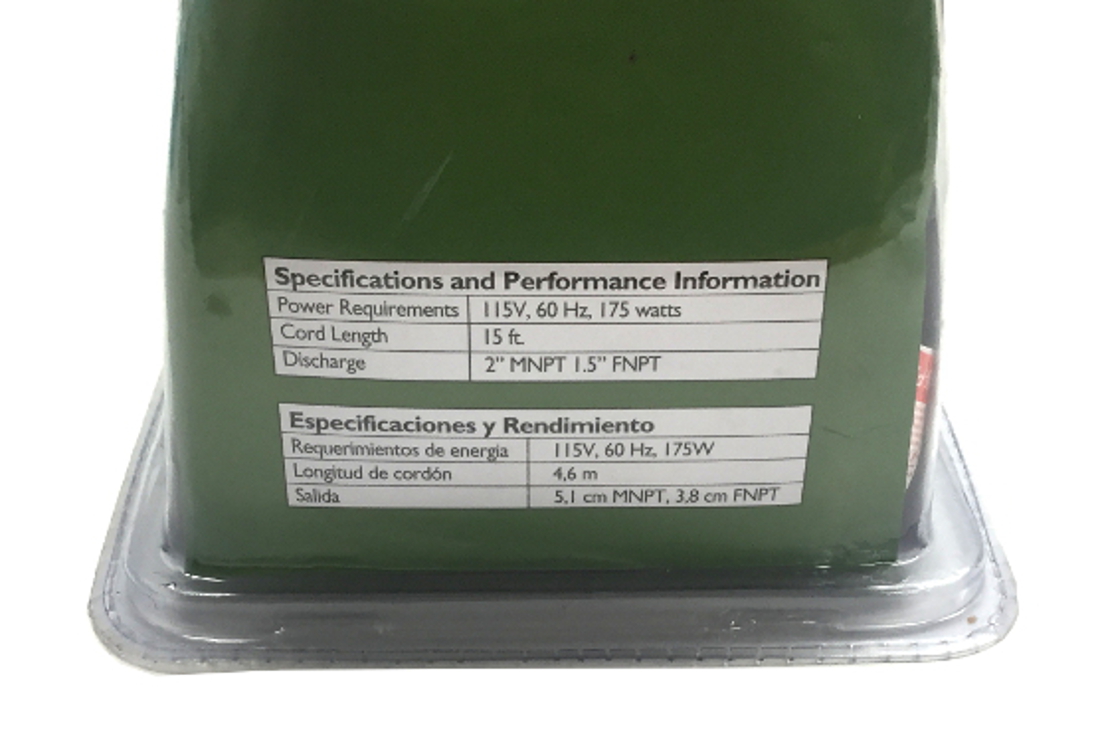 Specifications and Performance Information
Power Requirements 115V, 60 Hz, 175 watts
Cord Length 15 ft.
Discharge 2" MNPT 1.5" FNPT
Especificaciones y Rendimiento
Requerimientos de energia 115V, 60 Hz, 175W
Longitud de cordón 4,6 m
Salida 5,1 cm MNPT, 3,8 cm FNPT